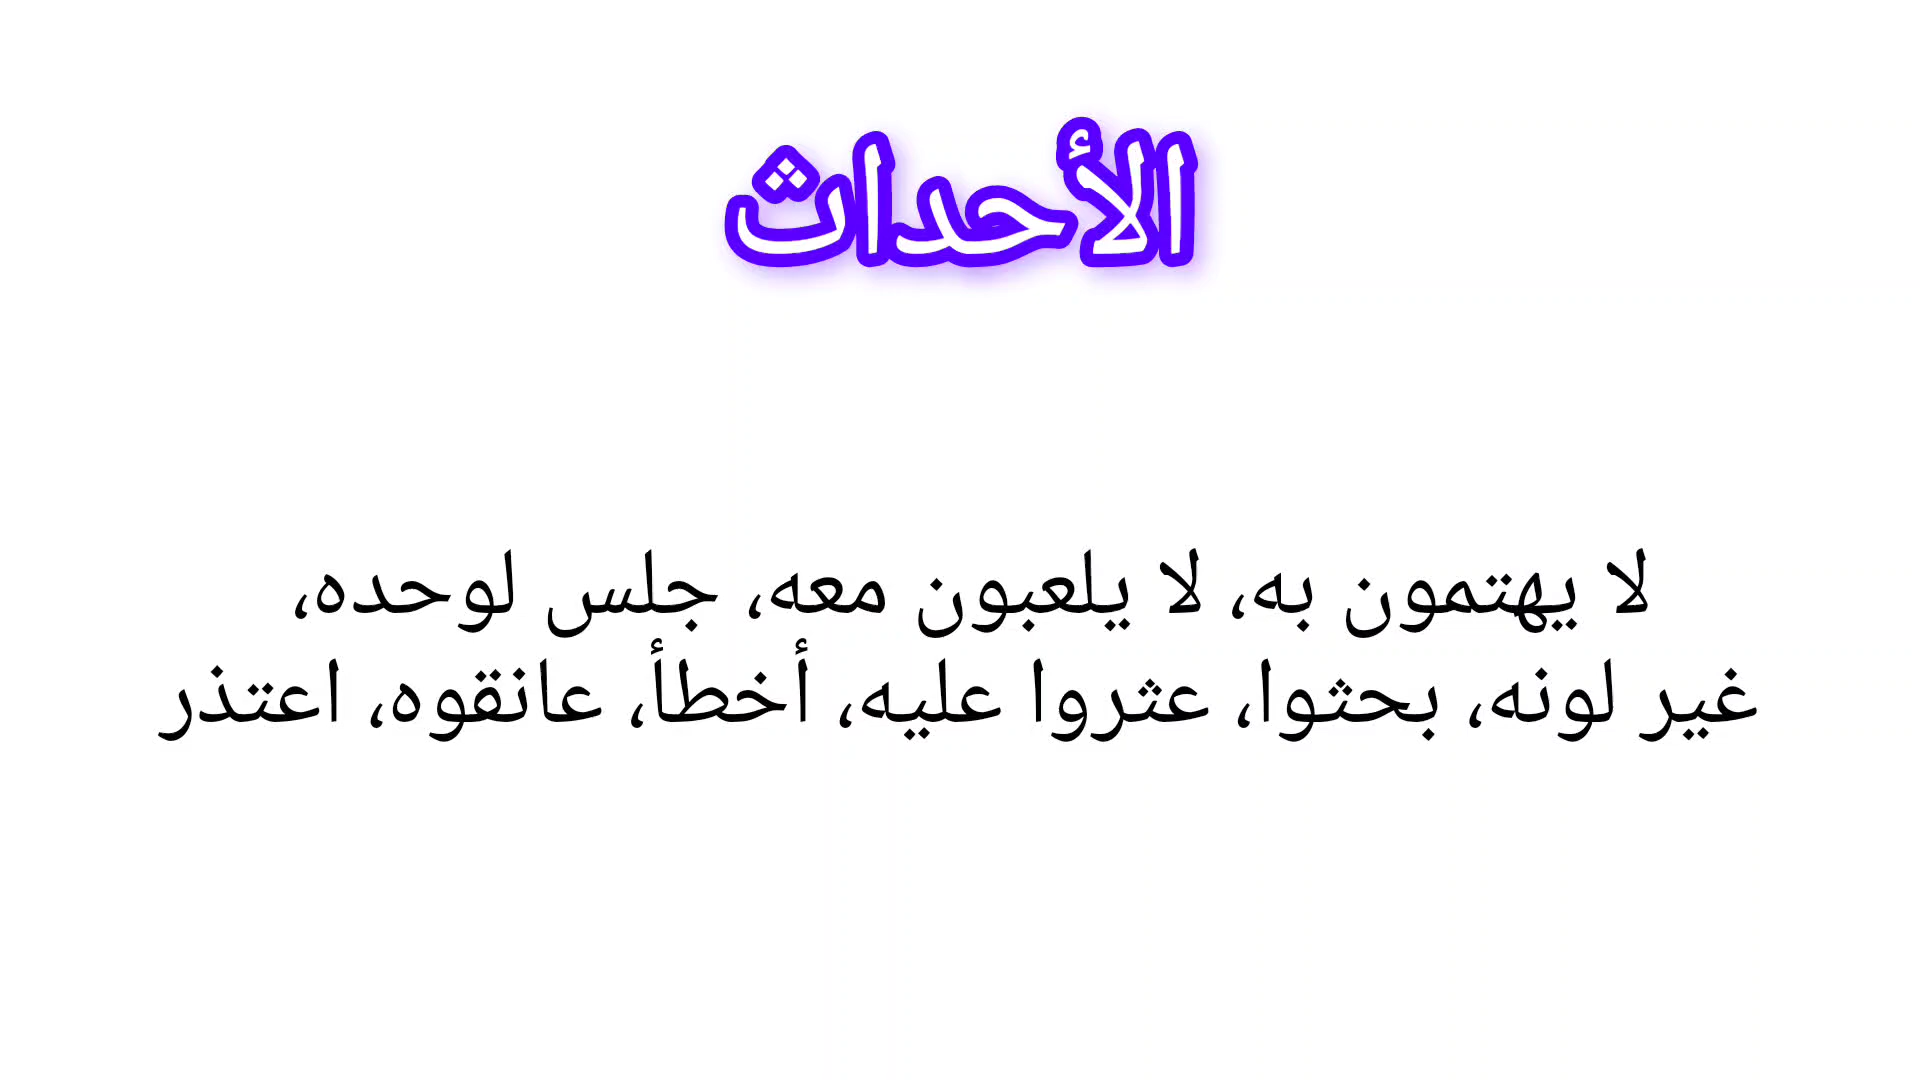 الأحداث
لا يهتمون به، لا يلعبون معه، جلس لوحده،
غير لونه، بحثوا، عثروا عليه، أخطأ، عانقوه، اعتذر